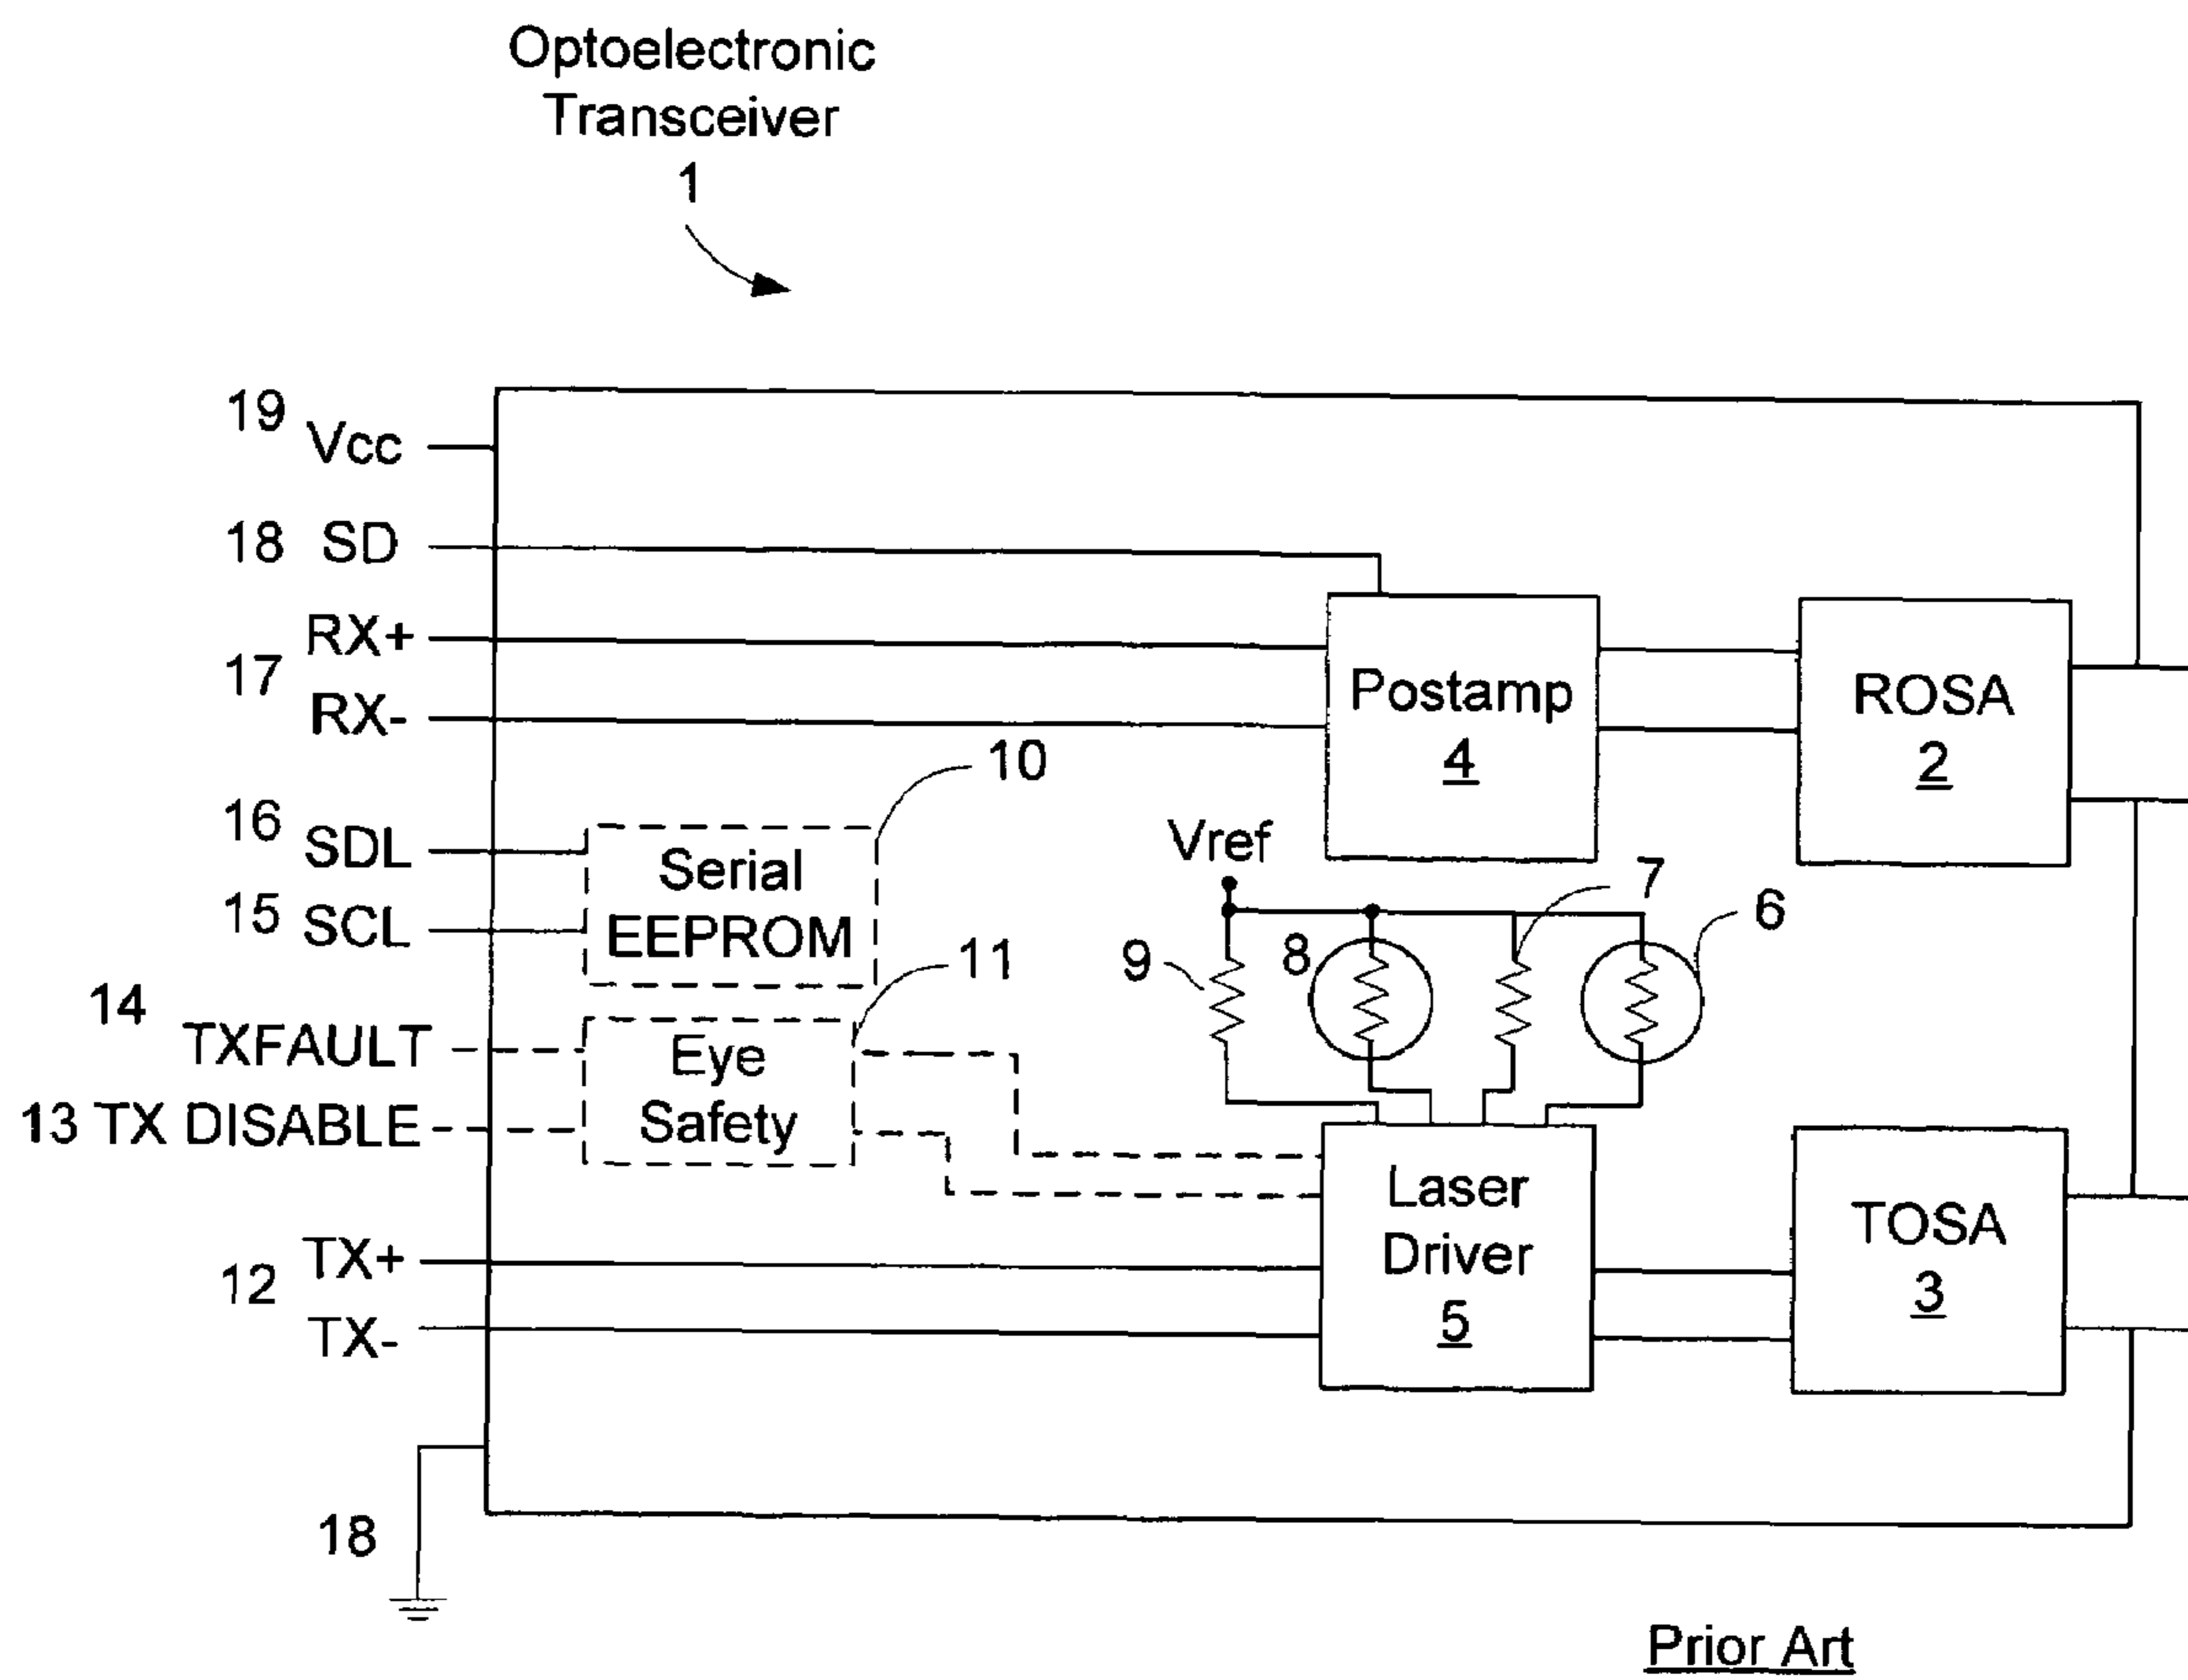 Optoelectronic
Transceiver
1
19
Vcc
18 SD
RX+
17
RX-
Postamp
4
ROSA
2
10
16
SDL
15
SCL
Serial
EEPROM
Vref
7
6
8
9
11
14
TXFAULT
13 TX DISABLE
Eye
Safety
Laser
Driver
5
TOSA
3
TX+
12
TX-
18
Prior Art